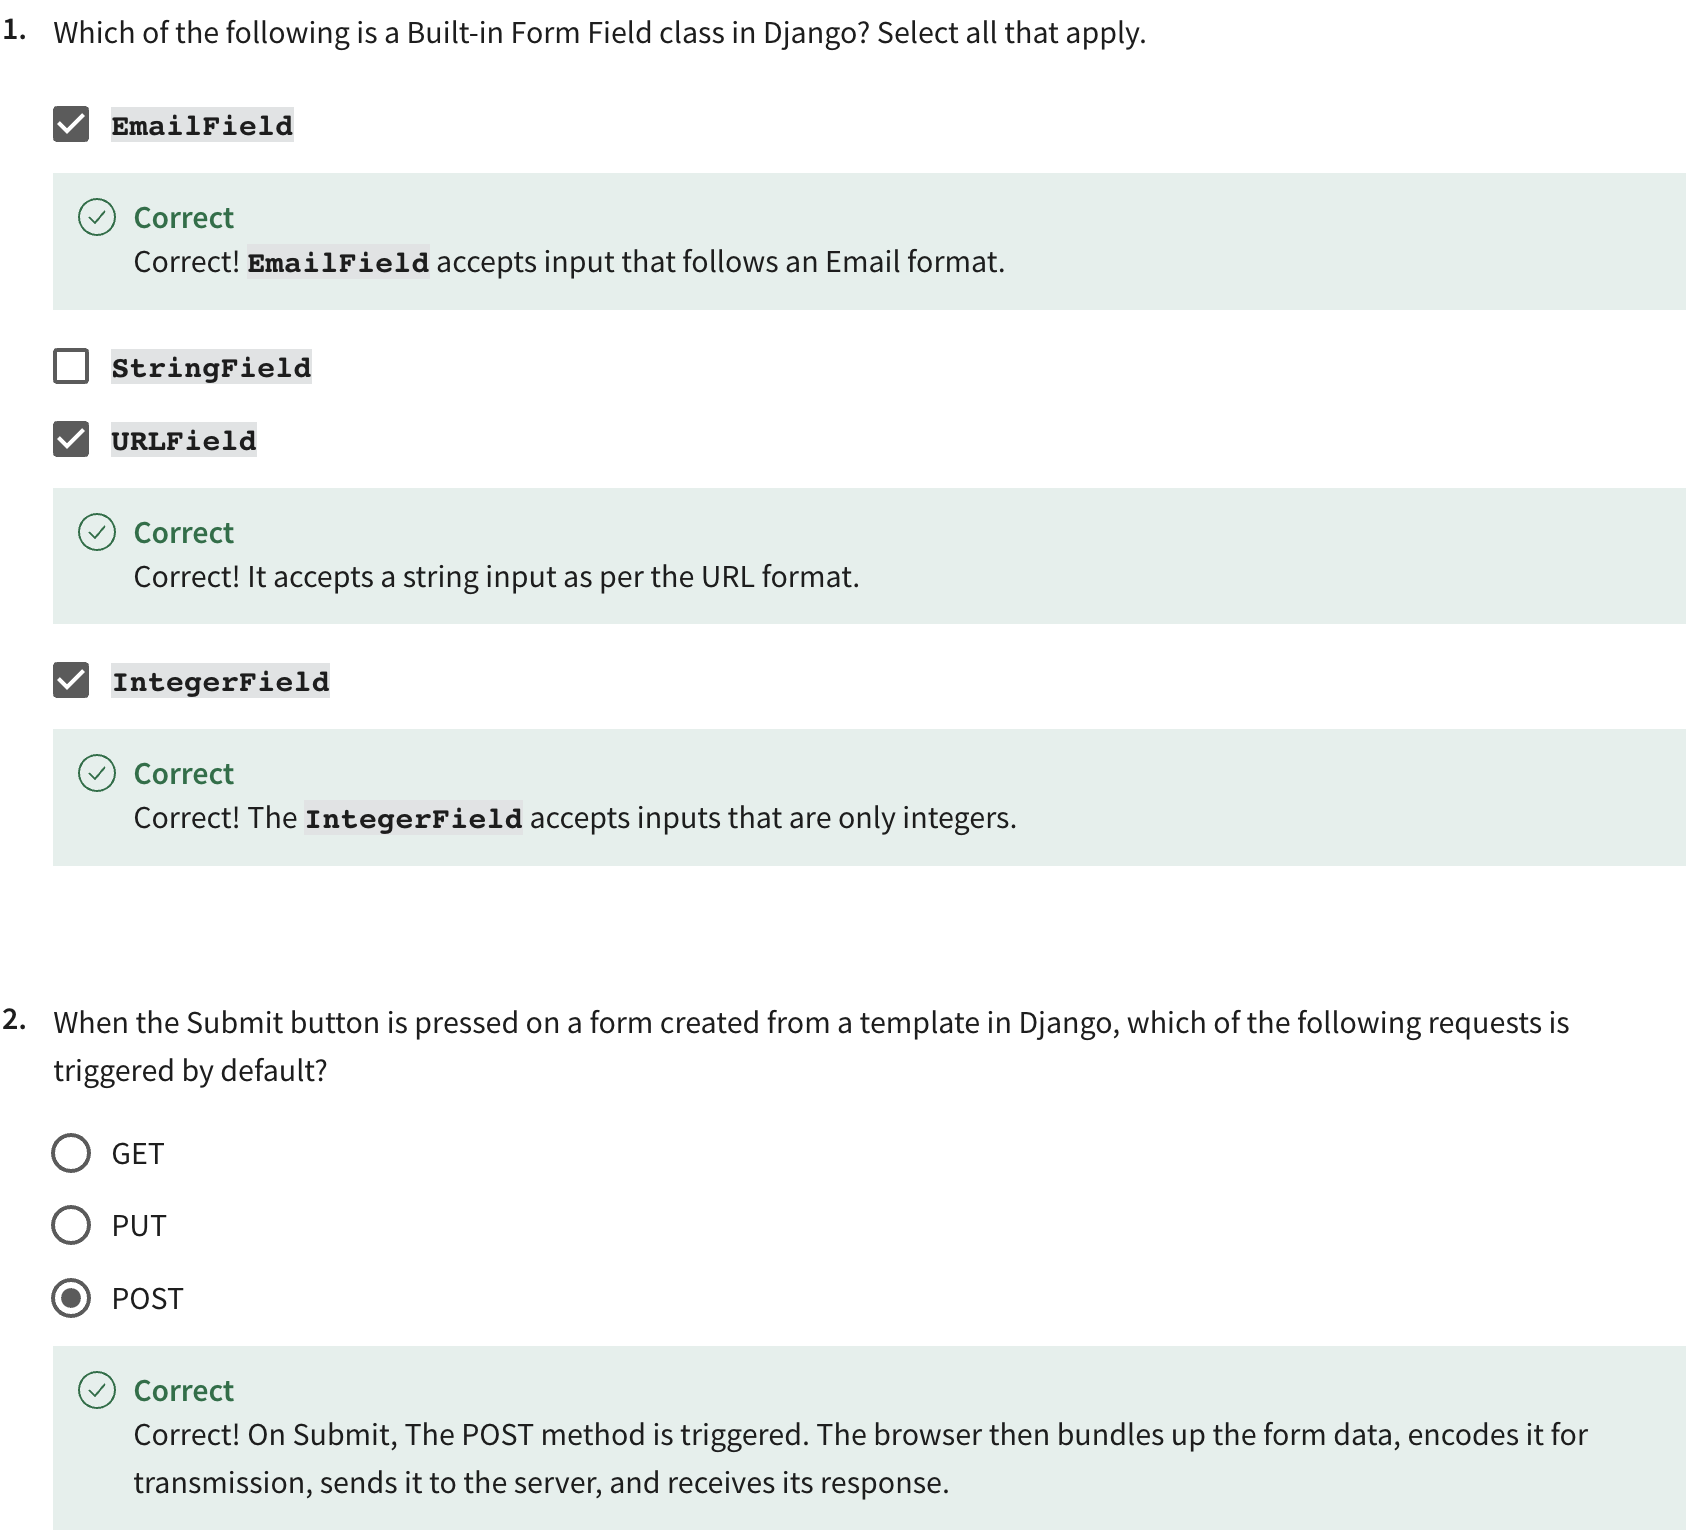 1. Which of the following is a Built-in Form Field class in Django? Select all that apply.
EmailField
Correct
Correct! EmailField accepts input that follows an Email format.
StringField
URLField
Correct
Correct! It accepts a string input as per the URL format.
IntegerField
Correct
Correct! The IntegerField accepts inputs that are only integers.
2. When the Submit button is pressed on a form created from a template in Django, which of the following requests is
triggered by default?
GET
PUT
POST
Correct
Correct! On Submit, The POST method is triggered. The browser then bundles up the form data, encodes it for
transmission, sends it to the server, and receives its response.